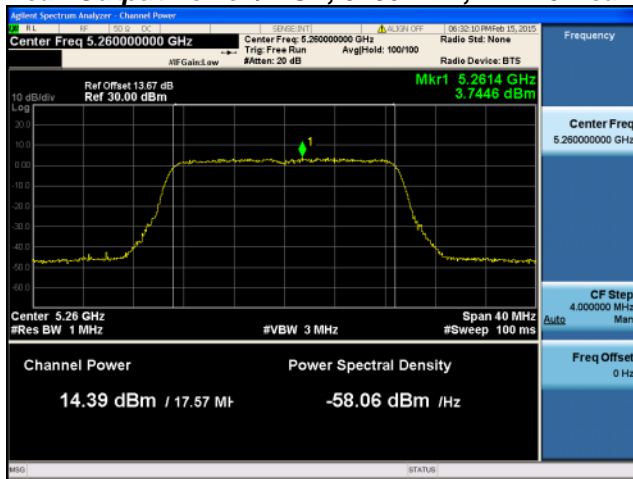 Agilent Spectrum Analyzer - Channel Power
RL RF 50 Ω DC SENSE:INT ALIGN OFF 06:32:10 PM Feb 15, 2015
Center Freq 5.260000000 GHz
Center Freq: 5.260000000 GHz
Radio Std: None
Trig: Free Run Avg|Hold: 100/100
#IFGain:Low
#Atten: 20 dB
Radio Device: BTS
Frequency
Ref Offset 13.67 dB
Ref 30.00 dBm
10 dB/div
Log
Mkr1 5.2614 GHz
3.7446 dBm
20.0
10.0
0.00
-10.0
-20.0
-30.0
-40.0
-50.0
-60.0
1
Center Freq
5.260000000 GHz
Center 5.26 GHz
Span 40 MHz
#Res BW 1 MHz
#VBW 3 MHz
#Sweep 100 ms
CF Step
4.000000 MHz
Auto Man
Channel Power
Power Spectral Density
14.39 dBm / 17.57 MH
-58.06 dBm /Hz
Freq Offset
0 Hz
MSG
STATUS